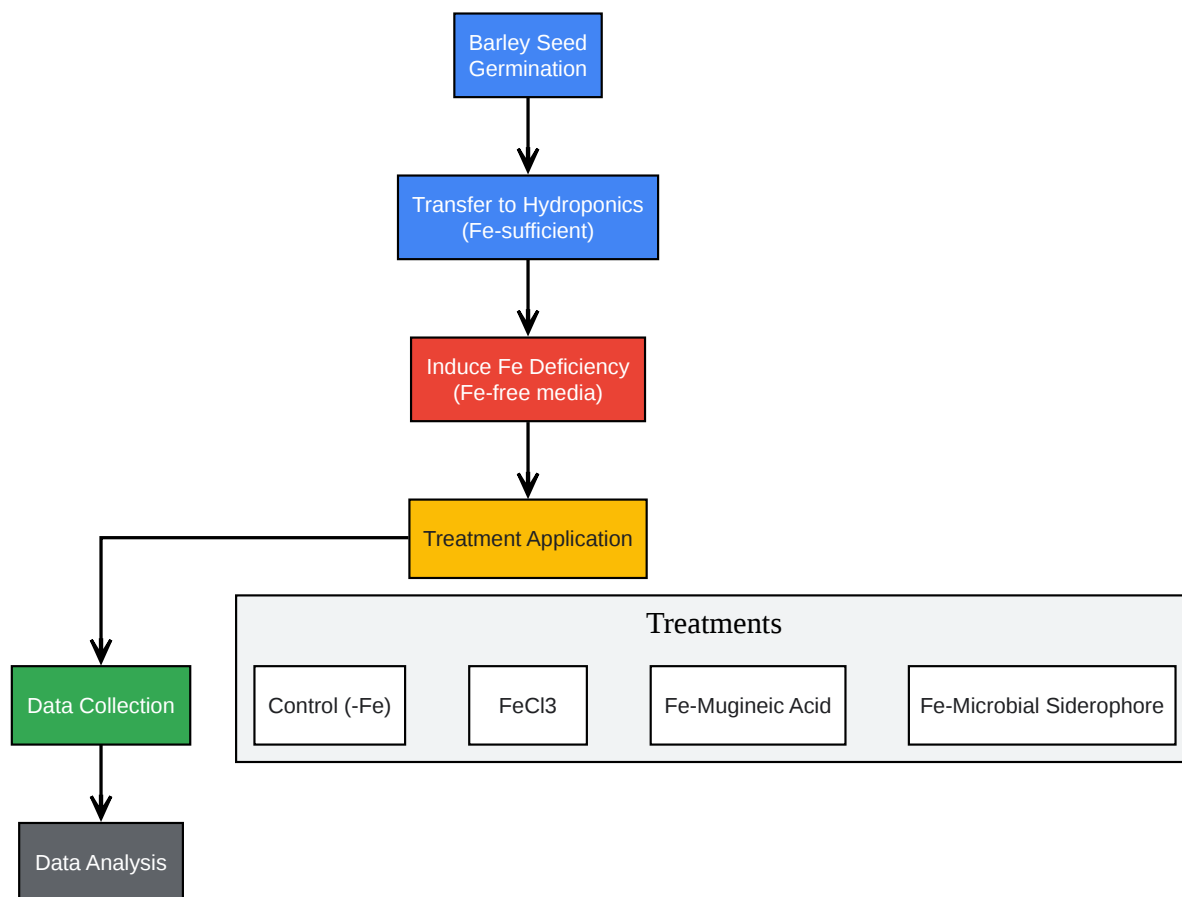 Barley Seed
Germination
Transfer to Hydroponics
(Fe-sufficient)
Induce Fe Deficiency
(Fe-free media)
Treatment Application
Treatments
Data Collection
Control (-Fe)
FeCl3
Fe-Mugineic Acid
Fe-Microbial Siderophore
Data Analysis